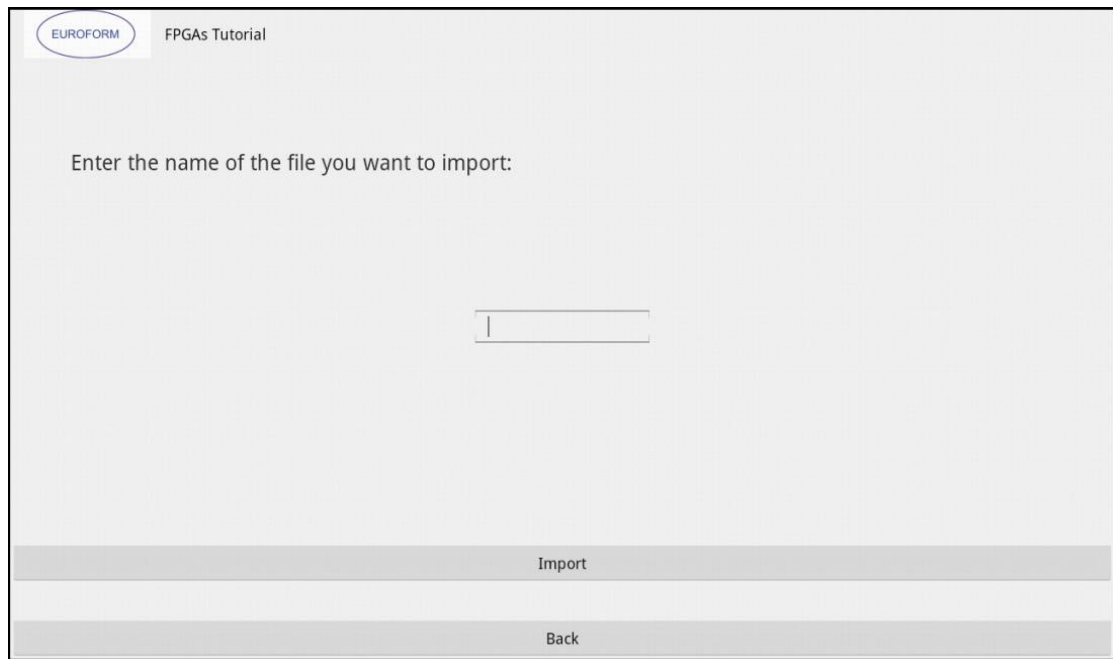 EUROFORM
FPGAs Tutorial
Enter the name of the file you want to import:
Import
Back